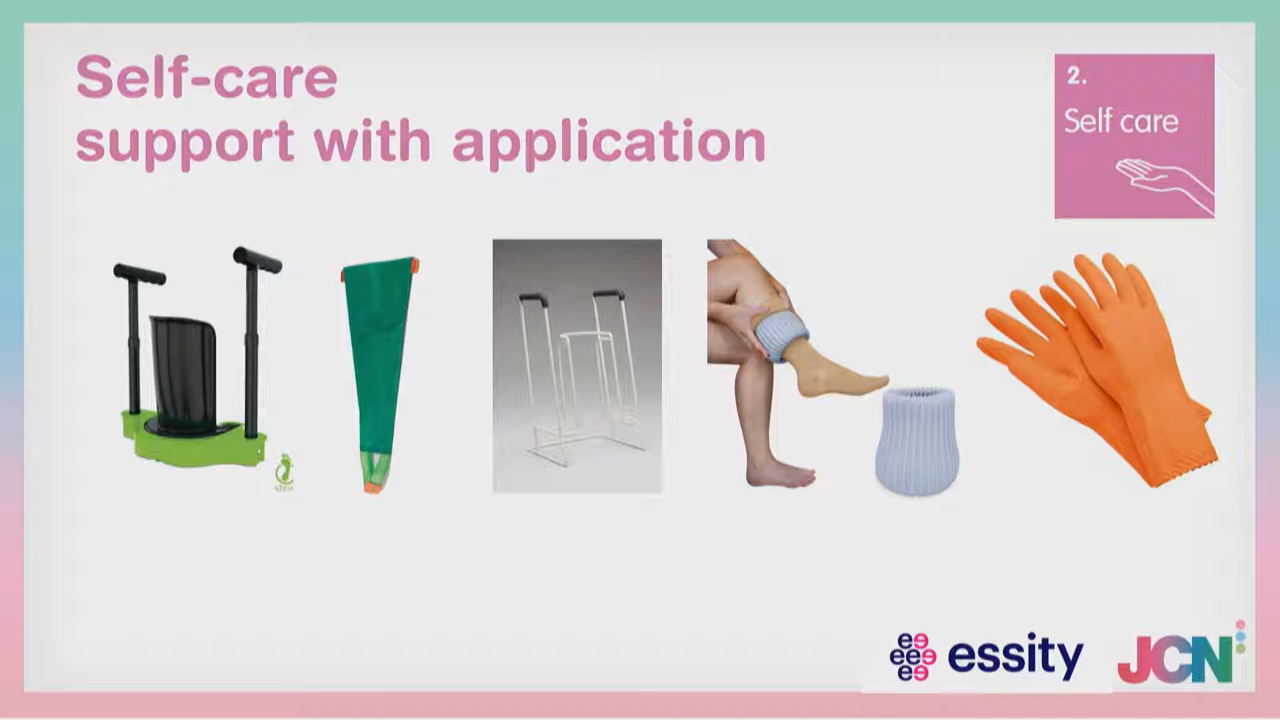 Self-care
support with application
2.
Self care
essity
JCN